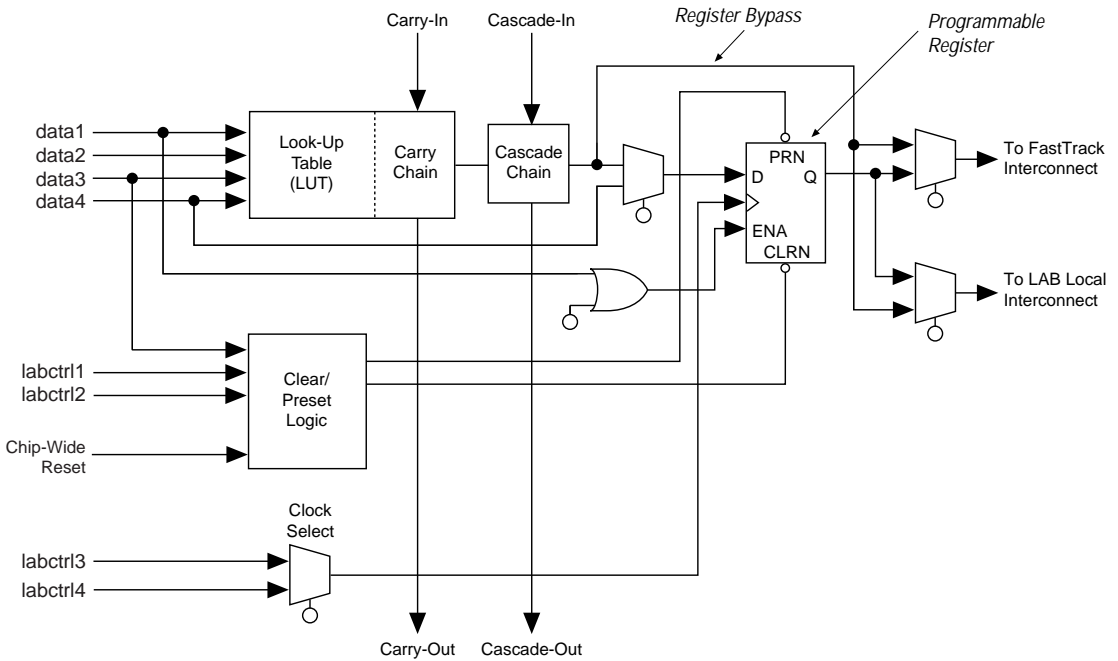 Carry-In
Cascade-In
Register Bypass
Programmable
Register
data1
data2
data3
data4
Look-Up
Table
(LUT)
Carry
Chain
Cascade
Chain
PRN
D
Q
ENA
CLRN
To FastTrack
Interconnect
To LAB Local
Interconnect
labctrl1
labctrl2
Clear/
Preset
Logic
Chip-Wide
Reset
Clock
Select
labctrl3
labctrl4
Carry-Out
Cascade-Out